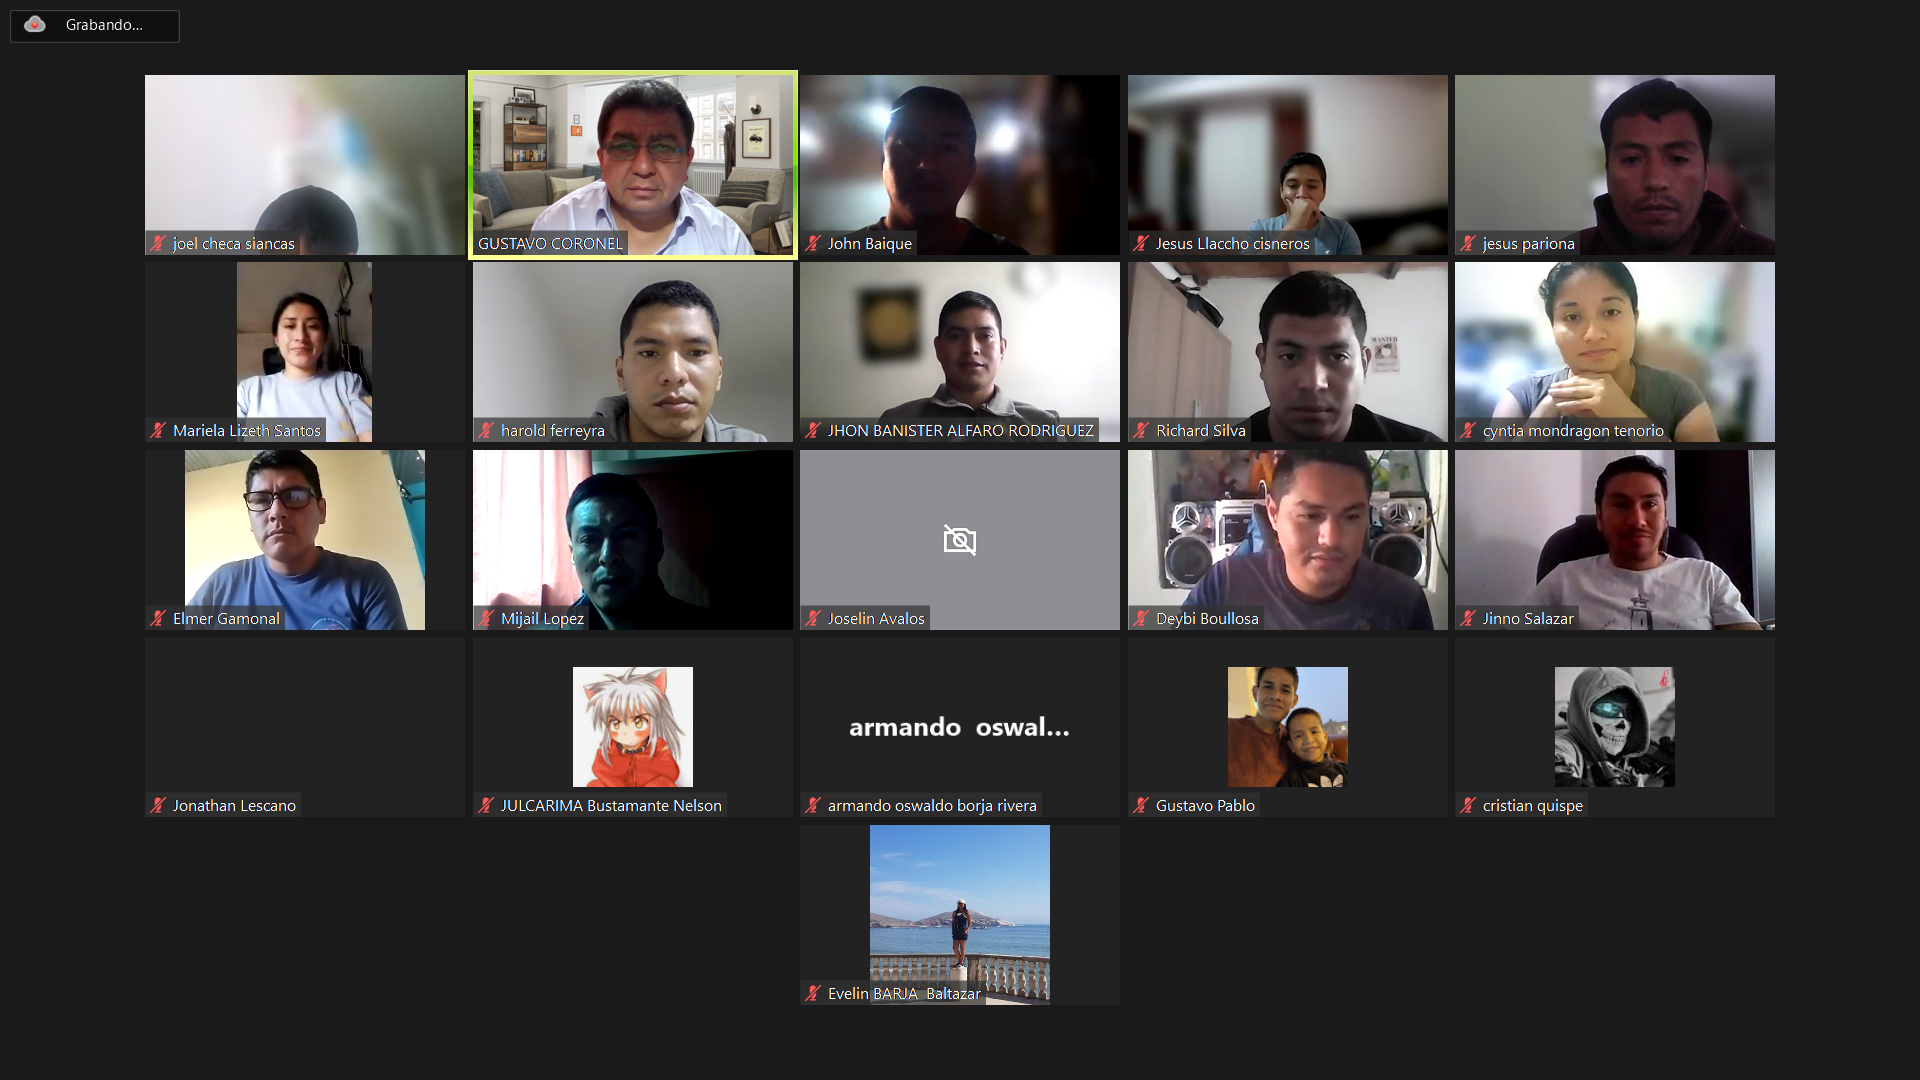 Grabando...
joel checa siancas
GUSTAVO CORONEL
John Baique
Jesus Llaccho cisneros
jesus pariona
Mariela Lizeth Santos
harold ferreyra
JHON BANISTER ALFARO RODRIGUEZ
Richard Silva
WANTED
cyntia mondragon tenorio
Elmer Gamonal
Mijail Lopez
Joselin Avalos
Deybi Boullosa
Jinno Salazar
Jonathan Lescano
JULCARIMA Bustamante Nelson
armando oswal...
armando oswaldo borja rivera
Gustavo Pablo
cristian quispe
Evelin BARJA Baltazar